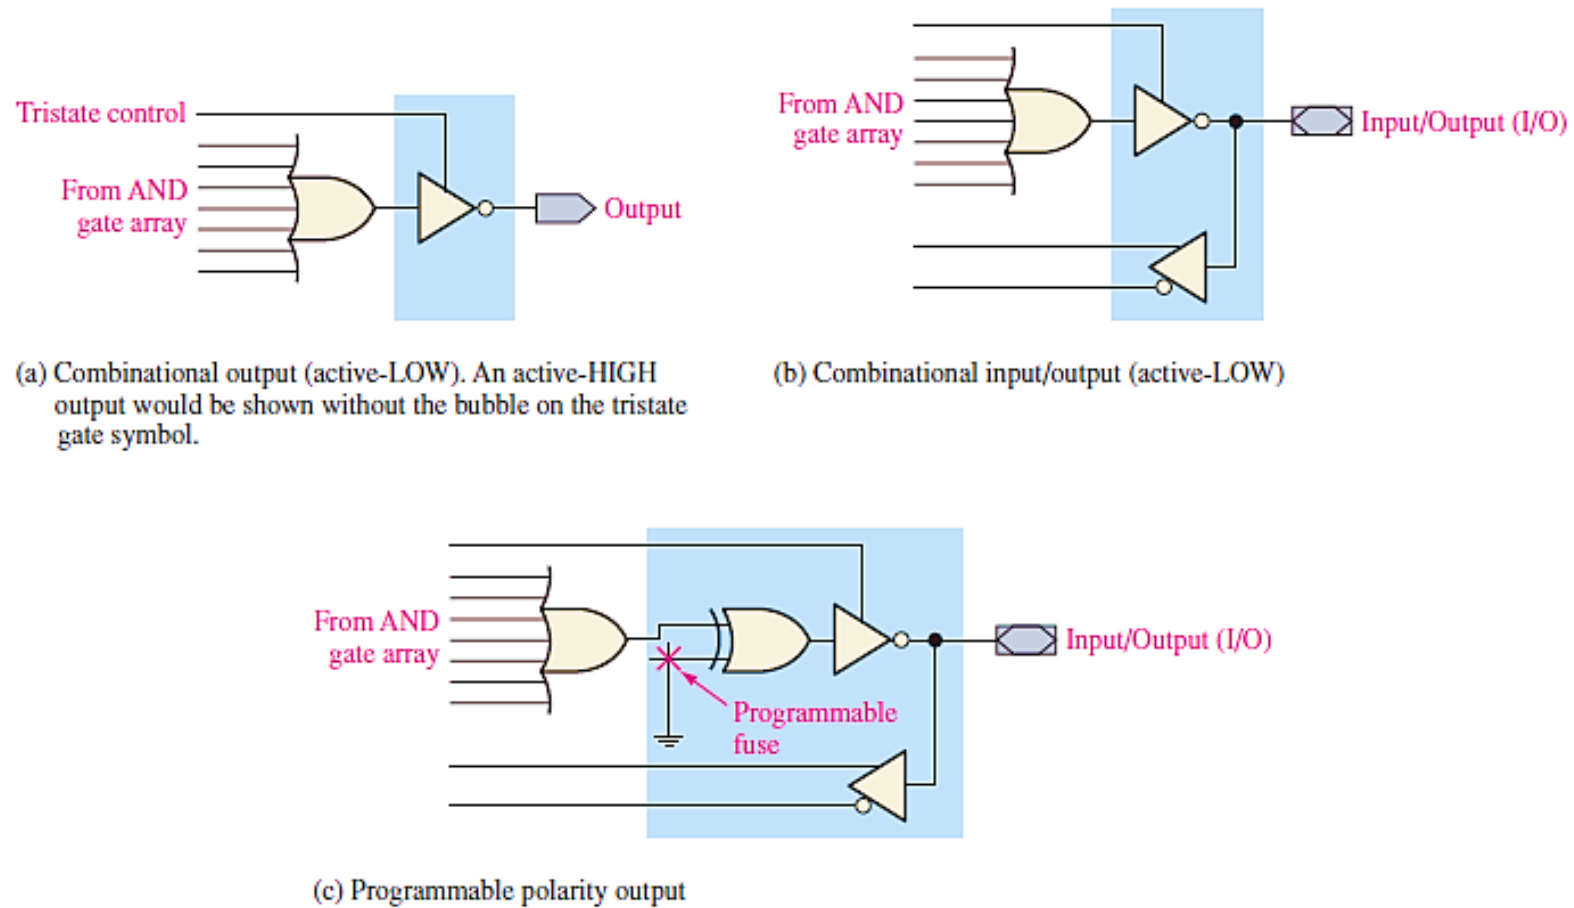 Tristate control
From AND
gate array
Output
(a) Combinational output (active-LOW). An active-HIGH
output would be shown without the bubble on the tristate
gate symbol.
From AND
gate array
Input/Output (I/O)
(b) Combinational input/output (active-LOW)
From AND
gate array
Input/Output (I/O)
Programmable
fuse
(c) Programmable polarity output